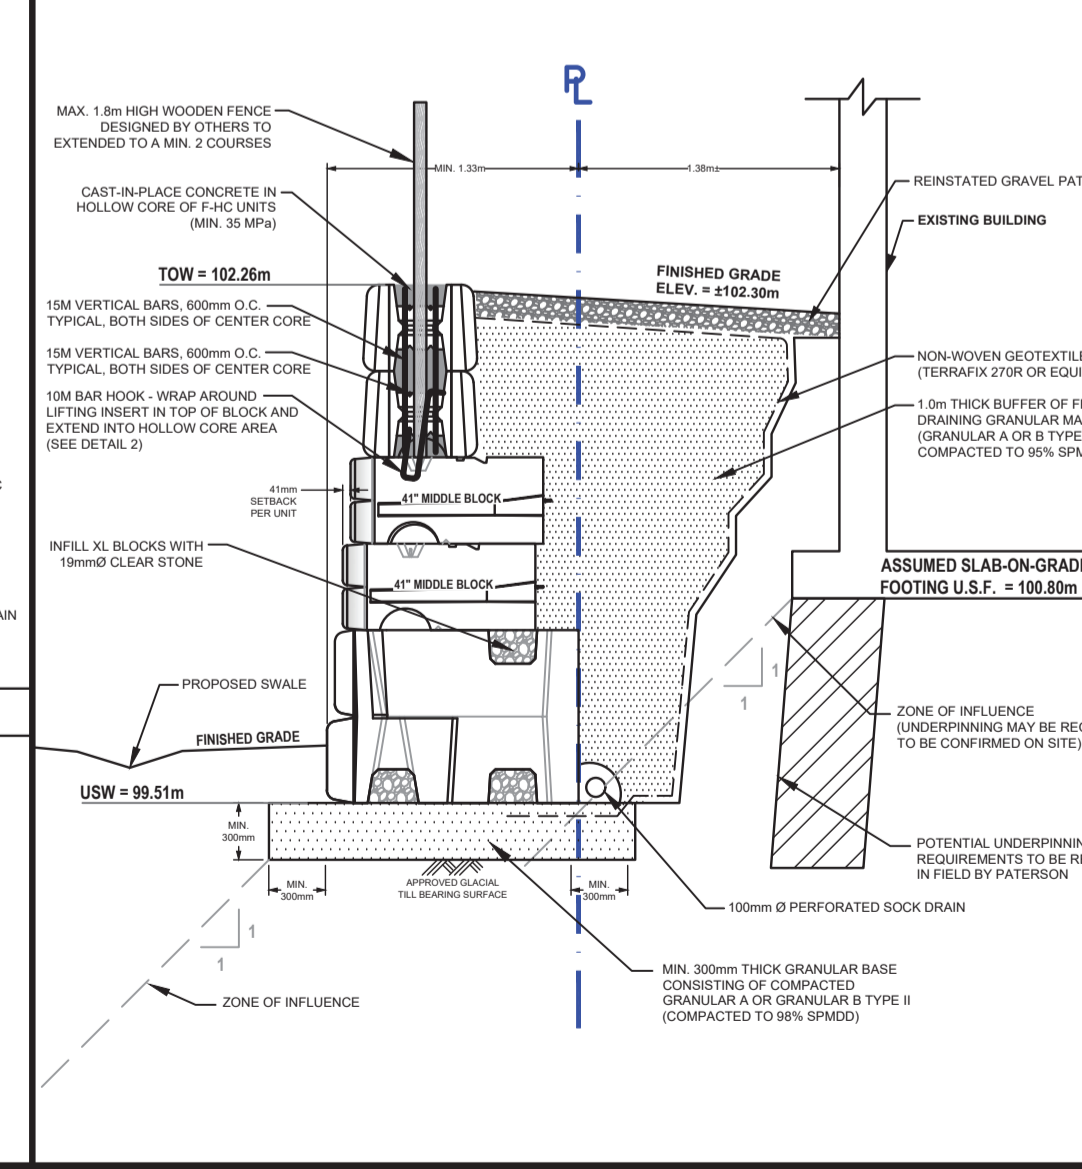 PL
MAX. 1.8m HIGH WOODEN FENCE
DESIGNED BY OTHERS TO
EXTENDED TO A MIN. 2 COURSES
MIN. 1.33m
1.38m±
CAST-IN-PLACE CONCRETE IN
HOLLOW CORE OF F-HC UNITS
(MIN. 35 MPa)
REINSTATED GRAVEL PAT
EXISTING BUILDING
TOW = 102.26m
FINISHED GRADE
ELEV. = ±102.30m
15M VERTICAL BARS, 600mm O.C.
TYPICAL, BOTH SIDES OF CENTER CORE
15M VERTICAL BARS, 600mm O.C.
TYPICAL, BOTH SIDES OF CENTER CORE
10M BAR HOOK - WRAP AROUND
LIFTING INSERT IN TOP OF BLOCK AND
EXTEND INTO HOLLOW CORE AREA
(SEE DETAIL 2)
NON-WOVEN GEOTEXTILE
(TERRAFIX 270R OR EQUI
1.0m THICK BUFFER OF F
DRAINING GRANULAR MA
(GRANULAR A OR B TYPE
COMPACTED TO 95% SPM
41mm
SETBACK
PER UNIT
41" MIDDLE BLOCK
INFILL XL BLOCKS WITH
19mmØ CLEAR STONE
41" MIDDLE BLOCK
ASSUMED SLAB-ON-GRADE
FOOTING U.S.F. = 100.80m
AIN
1
1
PROPOSED SWALE
FINISHED GRADE
ZONE OF INFLUENCE
(UNDERPINNING MAY BE REQ
TO BE CONFIRMED ON SITE)
USW = 99.51m
MIN.
300mm
POTENTIAL UNDERPINNIN
REQUIREMENTS TO BE RE
IN FIELD BY PATERSON
MIN.
300mm
APPROVED GLACIAL
TILL BEARING SURFACE
MIN.
300mm
100mm Ø PERFORATED SOCK DRAIN
1
1
MIN. 300mm THICK GRANULAR BASE
CONSISTING OF COMPACTED
GRANULAR A OR GRANULAR B TYPE II
(COMPACTED TO 98% SPMDD)
ZONE OF INFLUENCE